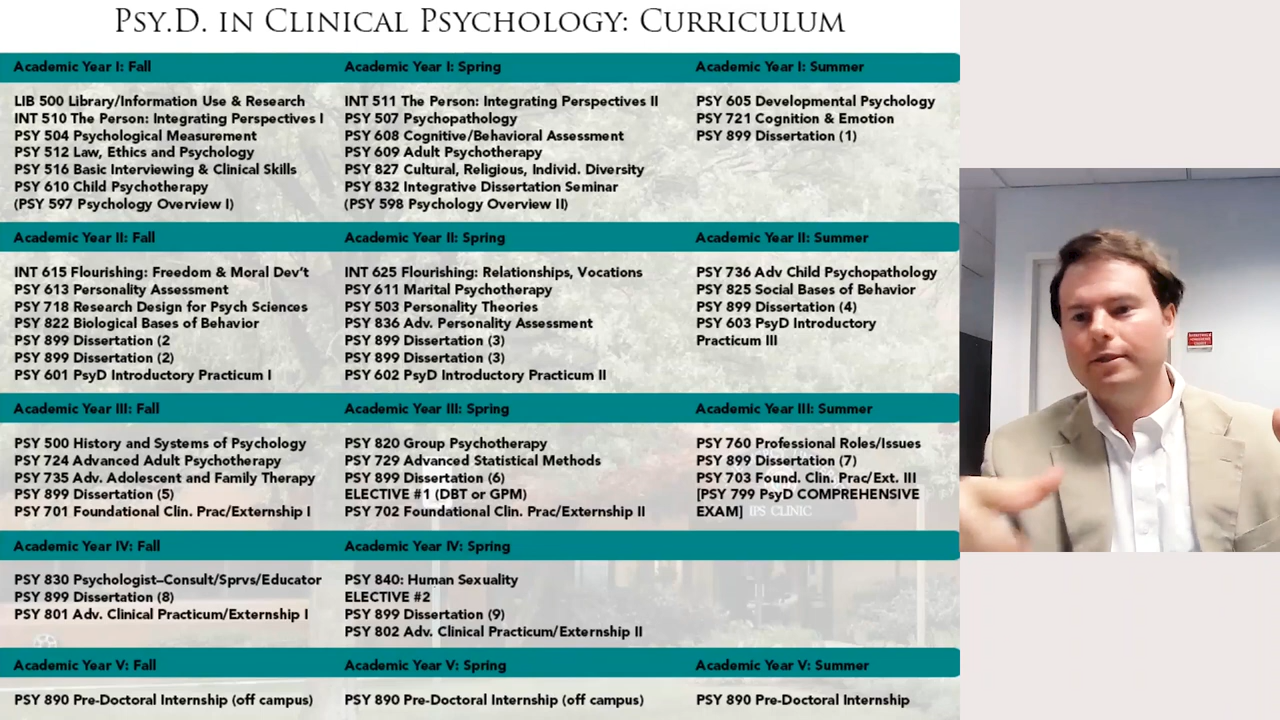 PSY.D. IN CLINICAL PSYCHOLOGY: CURRICULUM
Academic Year I: Fall
LIB 500 Library/Information Use & Research
INT 510 The Person: Integrating Perspectives I
PSY 504 Psychological Measurement
PSY 512 Law, Ethics and Psychology
PSY 516 Basic Interviewing & Clinical Skills
PSY 610 Child Psychotherapy
(PSY 597 Psychology Overview I)
Academic Year I: Spring
INT 511 The Person: Integrating Perspectives II
PSY 507 Psychopathology
PSY 608 Cognitive/Behavioral Assessment
PSY 609 Adult Psychotherapy
PSY 827 Cultural, Religious, Individ. Diversity
PSY 832 Integrative Dissertation Seminar
(PSY 598 Psychology Overview II)
Academic Year I: Summer
PSY 605 Developmental Psychology
PSY 721 Cognition & Emotion
PSY 899 Dissertation (1)
Academic Year II: Fall
INT 615 Flourishing: Freedom & Moral Dev't
PSY 613 Personality Assessment
PSY 718 Research Design for Psych Sciences
PSY 822 Biological Bases of Behavior
PSY 899 Dissertation (2
PSY 899 Dissertation (2)
PSY 601 PsyD Introductory Practicum I
Academic Year II: Spring
INT 625 Flourishing: Relationships, Vocations
PSY 611 Marital Psychotherapy
PSY 503 Personality Theories
PSY 836 Adv. Personality Assessment
PSY 899 Dissertation (3)
PSY 899 Dissertation (3)
PSY 602 PsyD Introductory Practicum II
Academic Year II: Summer
PSY 736 Adv Child Psychopathology
PSY 825 Social Bases of Behavior
PSY 899 Dissertation (4)
PSY 603 PsyD Introductory
Practicum III
Academic Year III: Fall
PSY 500 History and Systems of Psychology
PSY 724 Advanced Adult Psychotherapy
PSY 735 Adv. Adolescent and Family Therapy
PSY 899 Dissertation (5)
PSY 701 Foundational Clin. Prac/Externship I
Academic Year III: Spring
PSY 820 Group Psychotherapy
PSY 729 Advanced Statistical Methods
PSY 899 Dissertation (6)
ELECTIVE #1 (DBT or GPM)
PSY 702 Foundational Clin. Prac/Externship II
Academic Year III: Summer
PSY 760 Professional Roles/Issues
PSY 899 Dissertation (7)
PSY 703 Found. Clin. Prac/Ext. III
[PSY 799 PsyD COMPREHENSIVE
EXAM]
IPS CLINIC
Academic Year IV: Fall
PSY 830 Psychologist–Consult/Sprvs/Educator
PSY 899 Dissertation (8)
PSY 801 Adv. Clinical Practicum/Externship I
Academic Year IV: Spring
PSY 840: Human Sexuality
ELECTIVE #2
PSY 899 Dissertation (9)
PSY 802 Adv. Clinical Practicum/Externship II
Academic Year V: Fall
PSY 890 Pre-Doctoral Internship (off campus)
Academic Year V: Spring
PSY 890 Pre-Doctoral Internship (off campus)
Academic Year V: Summer
PSY 890 Pre-Doctoral Internship